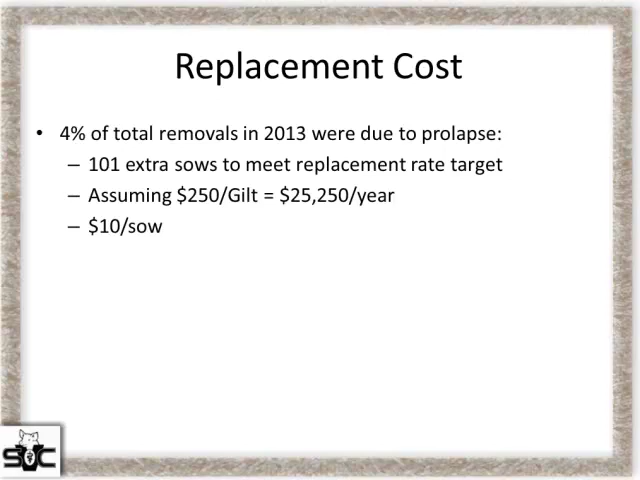 Replacement Cost
• 4% of total removals in 2013 were due to prolapse:
– 101 extra sows to meet replacement rate target
– Assuming $250/Gilt = $25,250/year
– $10/sow
SVC